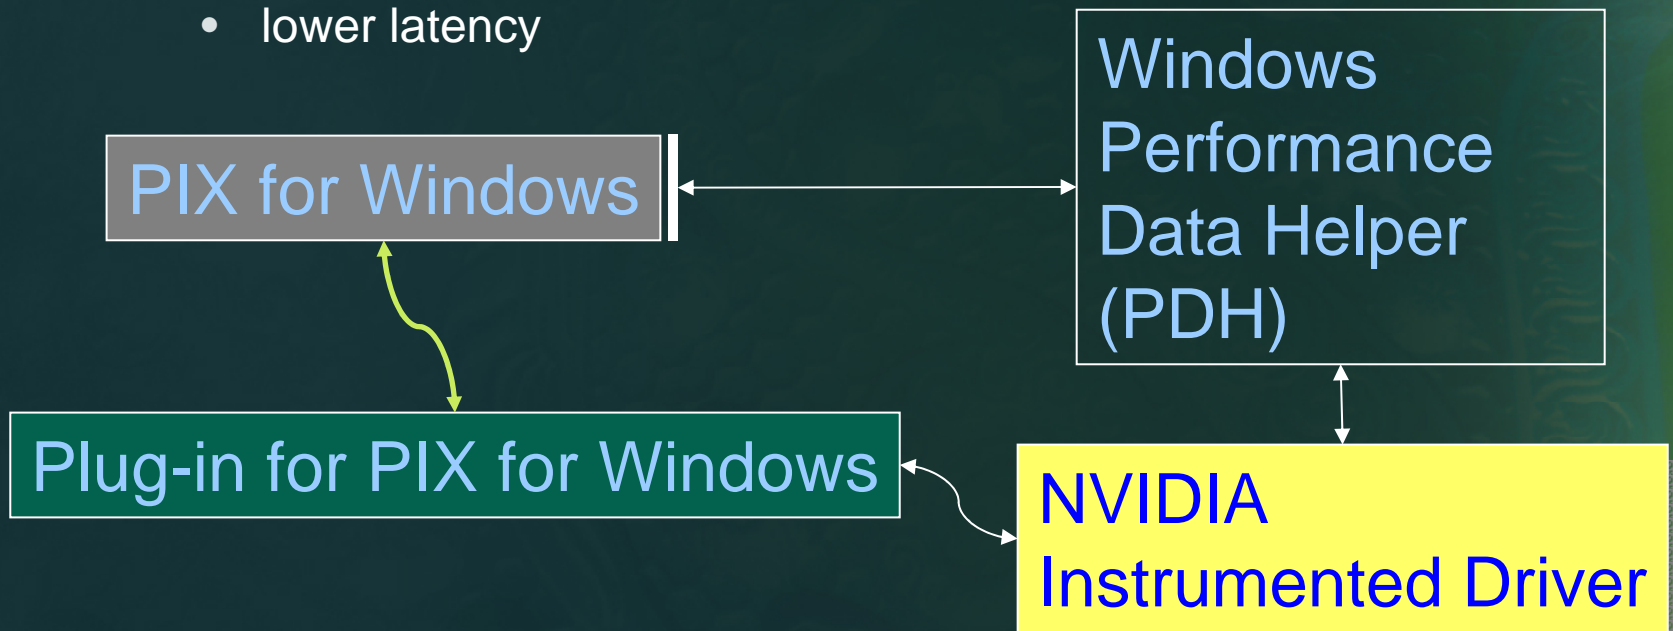 • lower latency
PIX for Windows
Windows
Performance
Data Helper
(PDH)
Plug-in for PIX for Windows
NVIDIA
Instrumented Driver